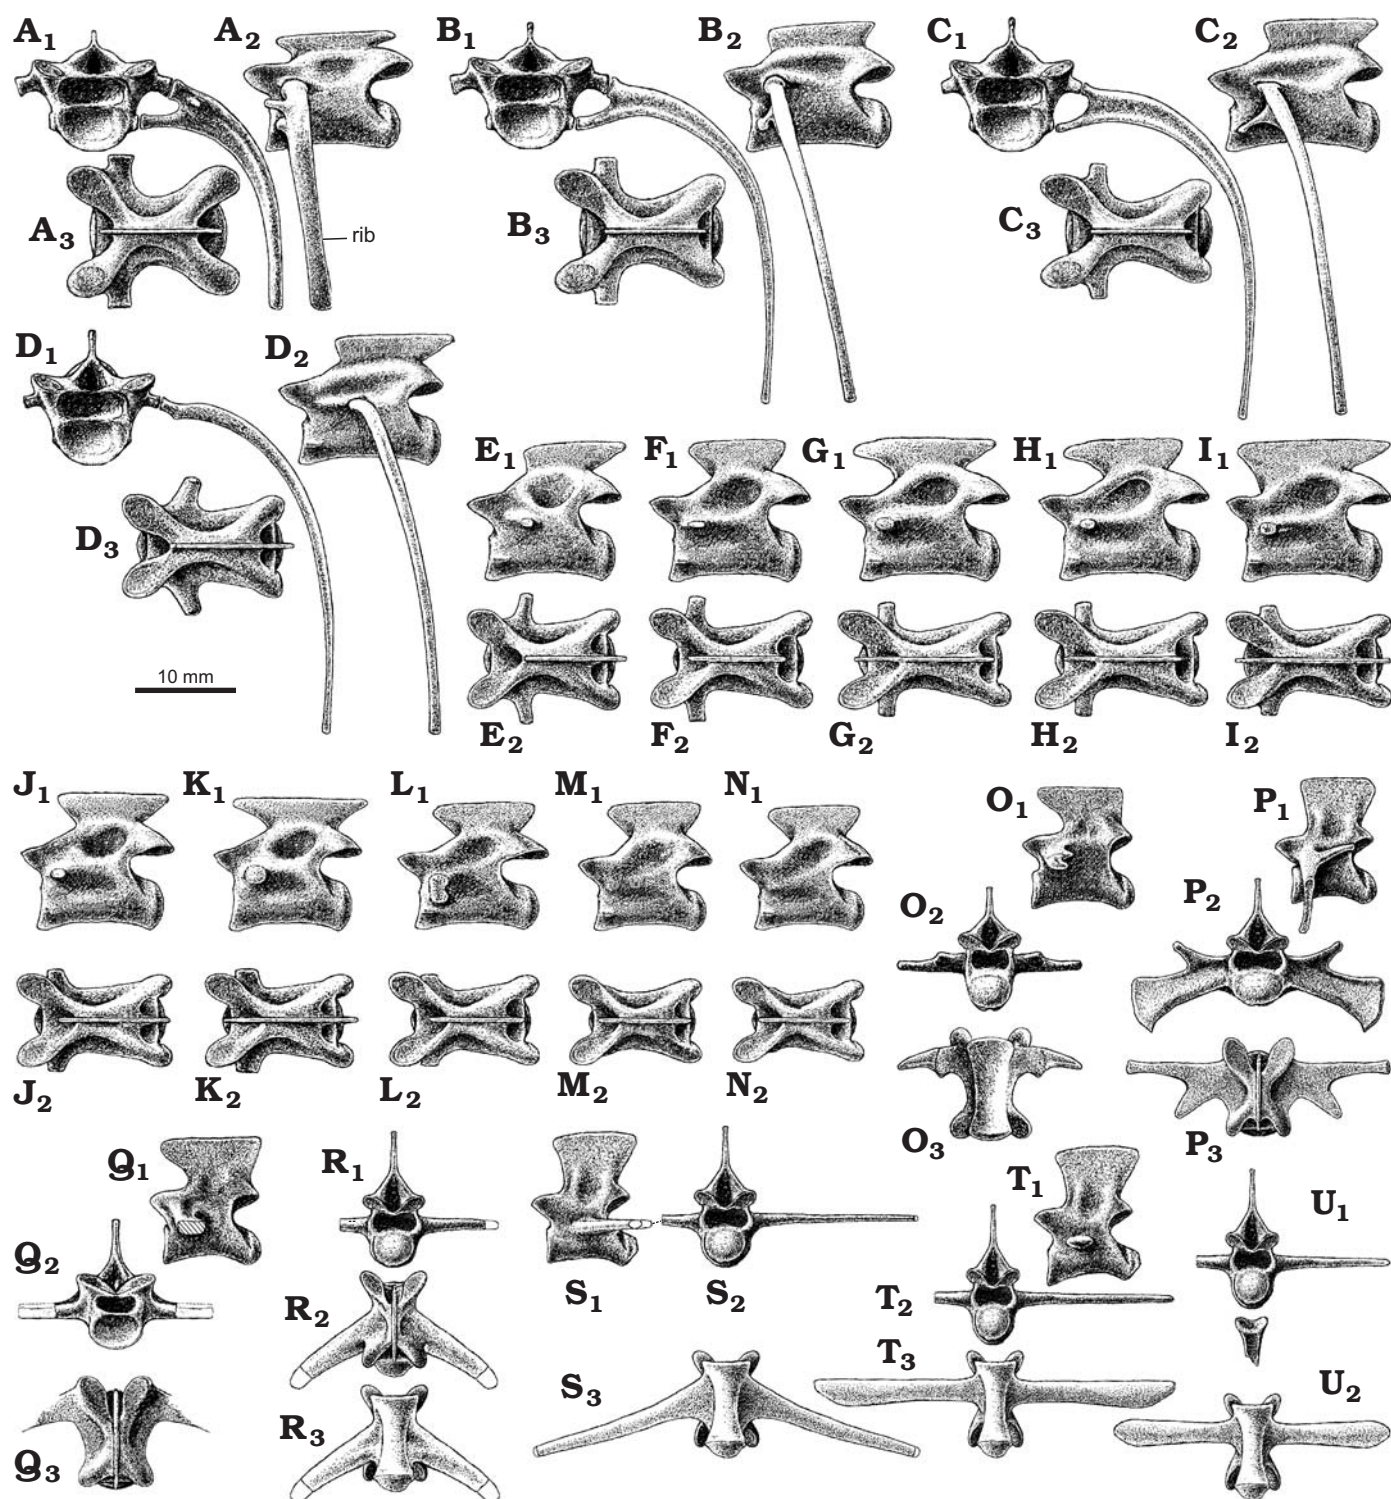 A1 A2 B1 B2 C1 C2
A3 rib B3 C3
D1 D2
E1 F1 G1 H1 I1
D3
10 mm
E2 F2 G2 H2 I2
J1 K1 L1 M1 N1 O1 P1
O2 P2
J2 K2 L2 M2 N2
O3 P3
Q1 R1 T1 U1
Q2 R2 S1 S2 T2
Q3 R3 S3 T3 U2